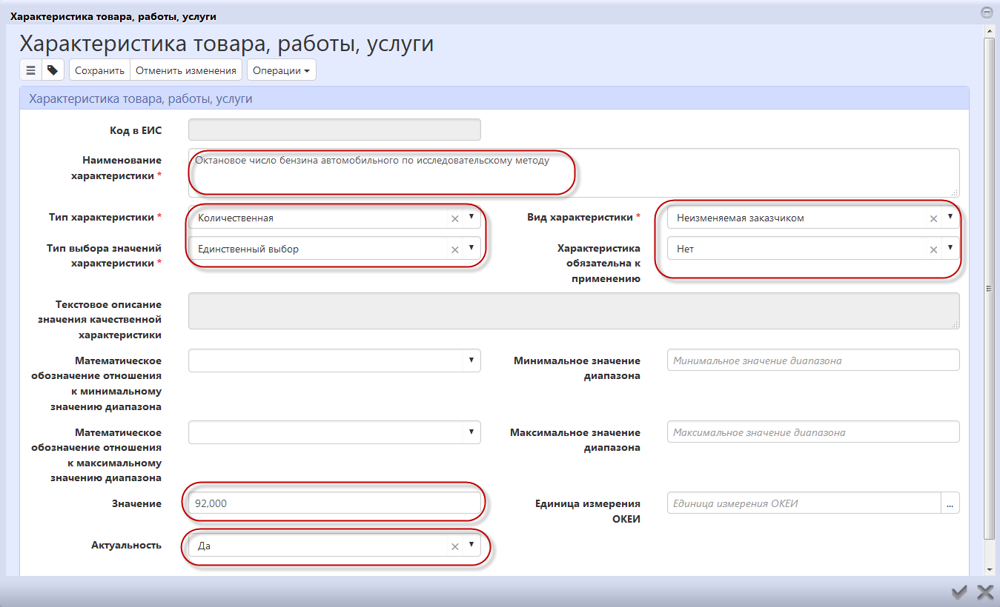 Характеристика товара, работы, услуги
Характеристика товара, работы, услуги
Сохранить Отменить изменения Операции
Характеристика товара, работы, услуги
Код в ЕИС
Наименование характеристики *
Октановое число бензина автомобильного по исследовательскому методу
Тип характеристики * Количественная
Вид характеристики * Неизменяемая заказчиком
Тип выбора значений
характеристики *
Единственный выбор
Характеристика
обязательна к
применению
Нет
Текстовое описание
значения качественной
характеристики
Математическое
обозначение отношения
к минимальному
значению диапазона
Минимальное значение
диапазона
Минимальное значение диапазона
Математическое
обозначение отношения
к максимальному
значению диапазона
Максимальное значение
диапазона
Максимальное значение диапазона
Значение 92,000
Единица измерения
ОКЕИ
Единица измерения ОКЕИ ...
Актуальность Да